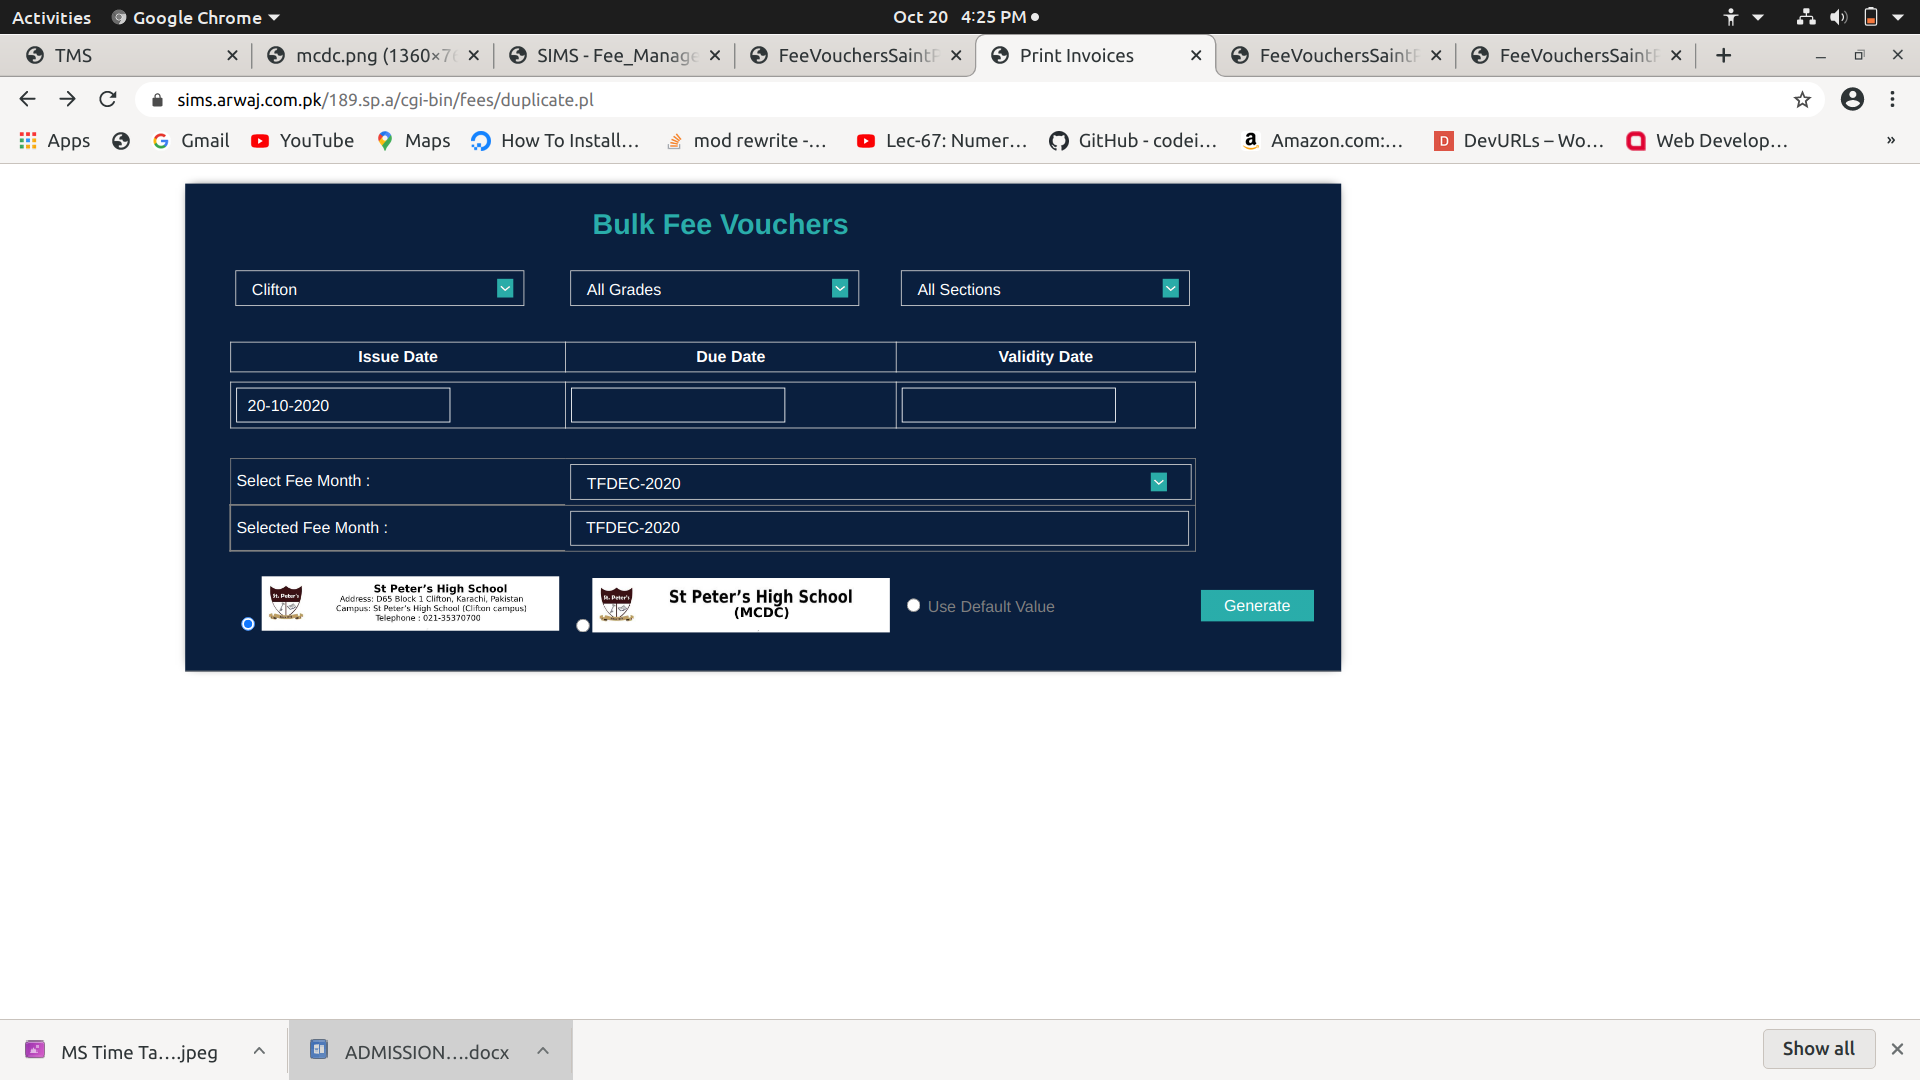 Activities Google Chrome Oct 20 4:25 PM
TMS mcdc.png (1360×76 SIMS - Fee_Manage FeeVouchersSaintP Print Invoices FeeVouchersSaintP FeeVouchersSaintP
sims.arwaj.com.pk/189.sp.a/cgi-bin/fees/duplicate.pl
Apps Gmail YouTube Maps How To Install... mod rewrite -... Lec-67: Numer... GitHub - codei... Amazon.com:... DevURLs – Wo... Web Develop... »
Bulk Fee Vouchers
Clifton All Grades All Sections
Issue Date Due Date Validity Date
20-10-2020
Select Fee Month : TFDEC-2020
Selected Fee Month : TFDEC-2020
St. Peter's
St Peter’s High School
Address: D65 Block 1 Clifton, Karachi, Pakistan
Campus: St Peter’s High School (Clifton campus)
Telephone : 021-35370700
St. Peter's
St Peter’s High School
(MCDC)
Use Default Value
Generate
MS Time Ta....jpeg ADMISSION....docx Show all